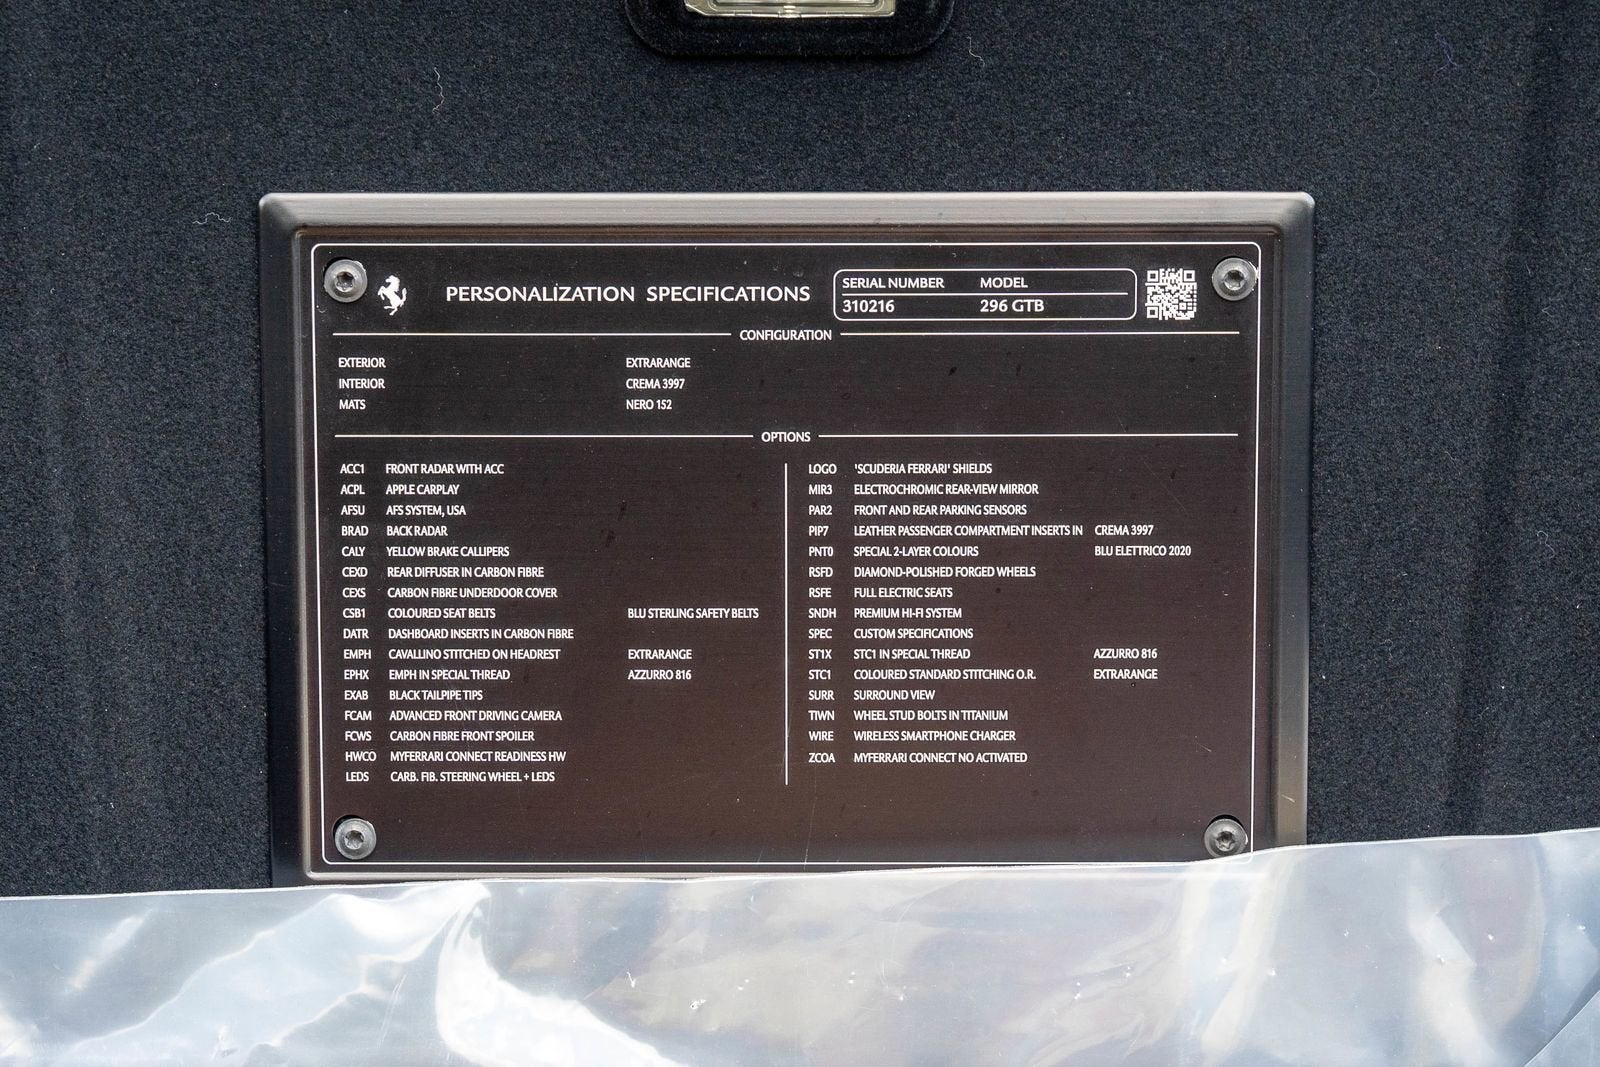 PERSONALIZATION SPECIFICATIONS
SERIAL NUMBER MODEL
310216 296 GTB
CONFIGURATION
EXTERIOR EXTRARANGE
INTERIOR CREMA 3997
MATS NERO 152
OPTIONS
ACC1 FRONT RADAR WITH ACC
ACPL APPLE CARPLAY
AFSU AFS SYSTEM, USA
BRAD BACK RADAR
CALY YELLOW BRAKE CALLIPERS
CEXD REAR DIFFUSER IN CARBON FIBRE
CEXS CARBON FIBRE UNDERDOOR COVER
CSB1 COLOURED SEAT BELTS BLU STERLING SAFETY BELTS
DATR DASHBOARD INSERTS IN CARBON FIBRE
EMPH CAVALLINO STITCHED ON HEADREST EXTRARANGE
EPHX EMPH IN SPECIAL THREAD AZZURRO 816
EXAB BLACK TAILPIPE TIPS
FCAM ADVANCED FRONT DRIVING CAMERA
FCWS CARBON FIBRE FRONT SPOILER
HWCO MYFERRARI CONNECT READINESS HW
LEDS CARB. FIB. STEERING WHEEL + LEDS
LOGO 'SCUDERIA FERRARI' SHIELDS
MIR3 ELECTROCHROMIC REAR-VIEW MIRROR
PAR2 FRONT AND REAR PARKING SENSORS
PIP7 LEATHER PASSENGER COMPARTMENT INSERTS IN CREMA 3997
PNT0 SPECIAL 2-LAYER COLOURS BLU ELETTRICO 2020
RSFD DIAMOND-POLISHED FORGED WHEELS
RSFE FULL ELECTRIC SEATS
SNDH PREMIUM HI-FI SYSTEM
SPEC CUSTOM SPECIFICATIONS
ST1X STC1 IN SPECIAL THREAD AZZURRO 816
STC1 COLOURED STANDARD STITCHING O.R. EXTRARANGE
SURR SURROUND VIEW
TIWN WHEEL STUD BOLTS IN TITANIUM
WIRE WIRELESS SMARTPHONE CHARGER
ZCOA MYFERRARI CONNECT NO ACTIVATED